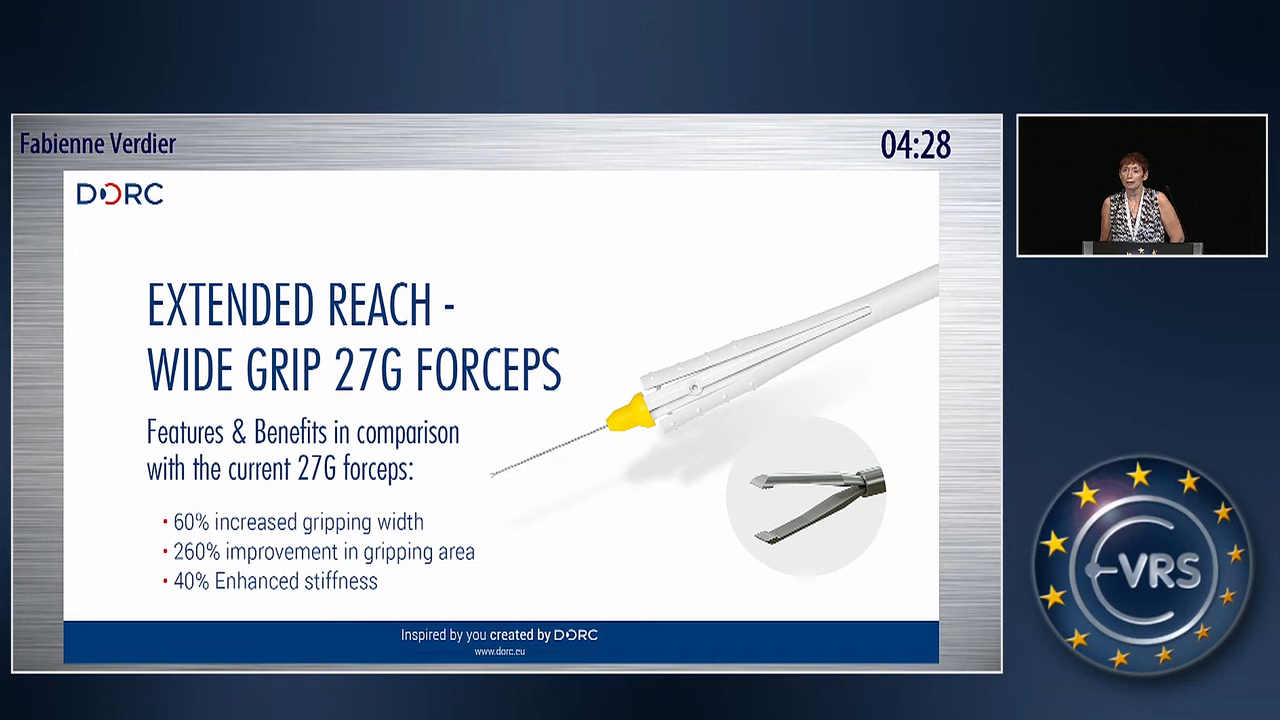 Fabienne Verdier
04:28
DORC
EXTENDED REACH -
WIDE GRIP 27G FORCEPS
Features & Benefits in comparison
with the current 27G forceps:
• 60% increased gripping width
• 260% improvement in gripping area
• 40% Enhanced stiffness
Inspired by you created by DORC
www.dorc.eu
E-VRS